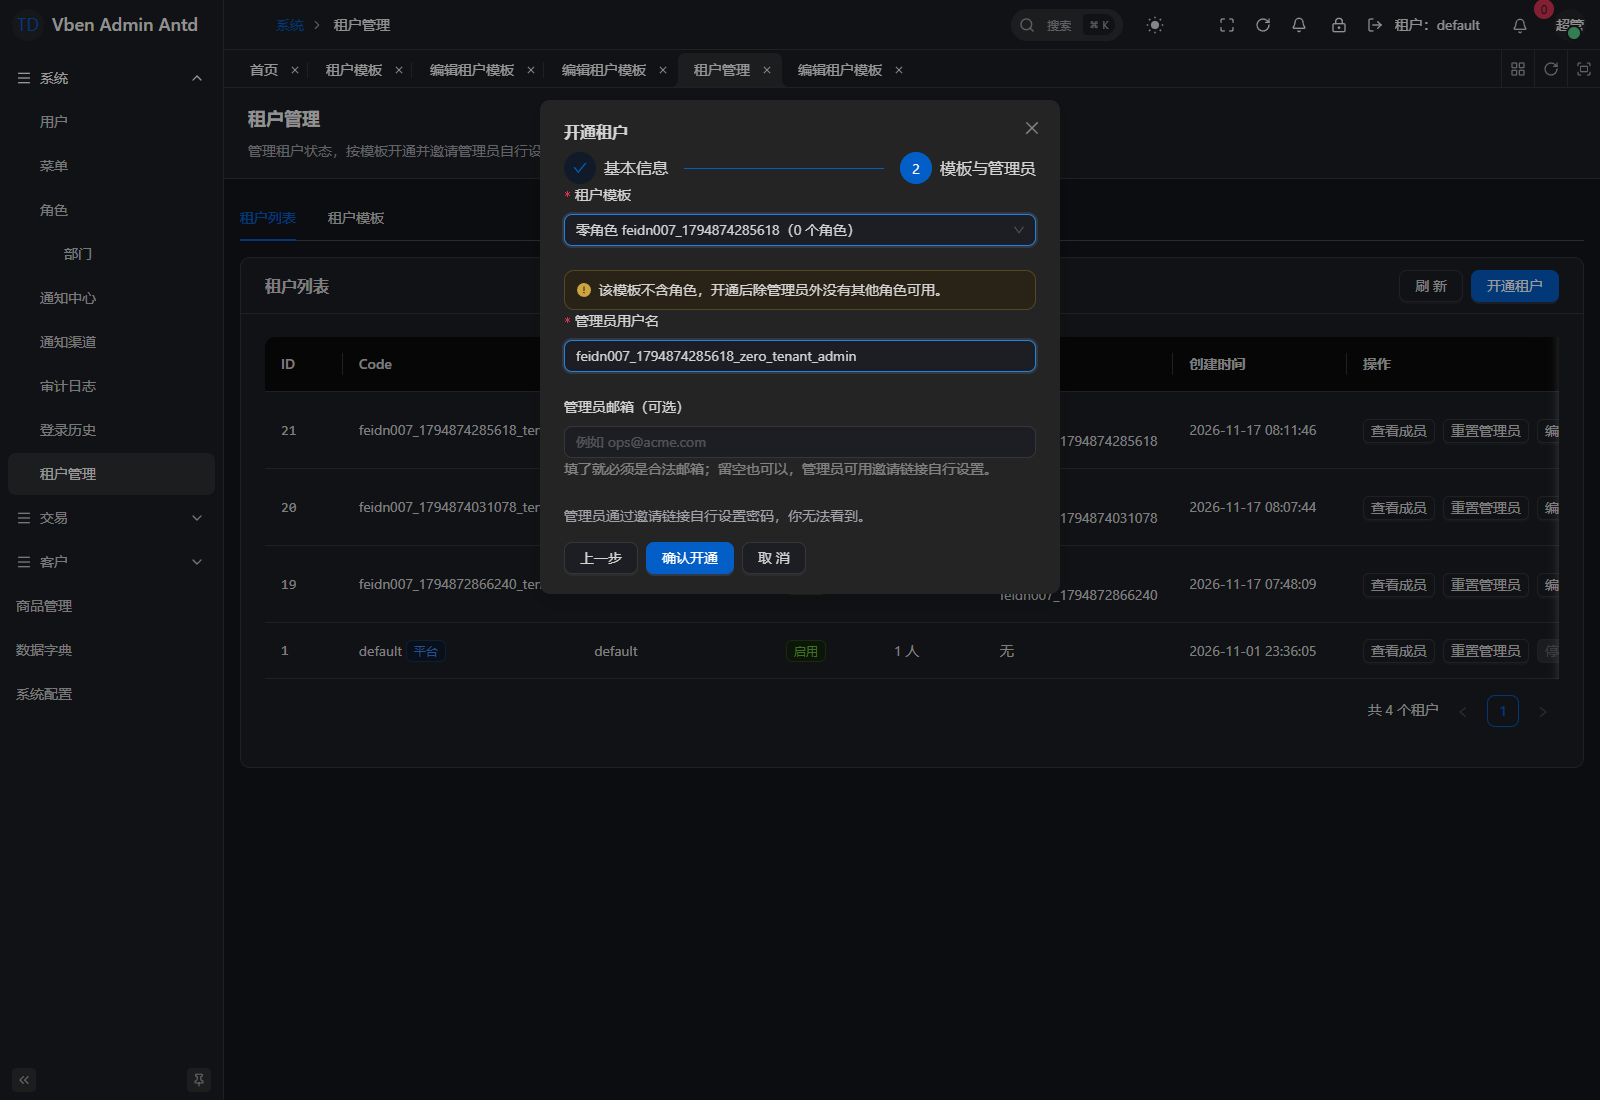 TD Vben Admin Antd
系统 > 租户管理
搜索 ⌘ K
租户：default
0
超管
首页
租户模板
编辑租户模板
编辑租户模板
租户管理
编辑租户模板
系统
用户
菜单
角色
部门
通知中心
通知渠道
审计日志
登录历史
租户管理
交易
客户
商品管理
数据字典
系统配置
租户管理
管理租户状态，按模板开通并邀请管理员自行设
租户列表
租户模板
租户列表
刷 新
开通租户
ID
Code
创建时间
操作
21
feidn007_1794874285618_ter
1794874285618
2026-11-17 08:11:46
查看成员
重置管理员
编
20
feidn007_1794874031078_ter
1794874031078
2026-11-17 08:07:44
查看成员
重置管理员
编
19
feidn007_1794872866240_ter
feidn007_1794872866240
2026-11-17 07:48:09
查看成员
重置管理员
编
1
default 平台
default
启用
1 人
无
2026-11-01 23:36:05
查看成员
重置管理员
停
共 4 个租户
1
开通租户
基本信息
2 模板与管理员
* 租户模板
零角色 feidn007_1794874285618（0 个角色）
该模板不含角色，开通后除管理员外没有其他角色可用。
* 管理员用户名
feidn007_1794874285618_zero_tenant_admin
管理员邮箱（可选）
例如 ops@acme.com
填了就必须是合法邮箱；留空也可以，管理员可用邀请链接自行设置。
管理员通过邀请链接自行设置密码，你无法看到。
上一步
确认开通
取 消